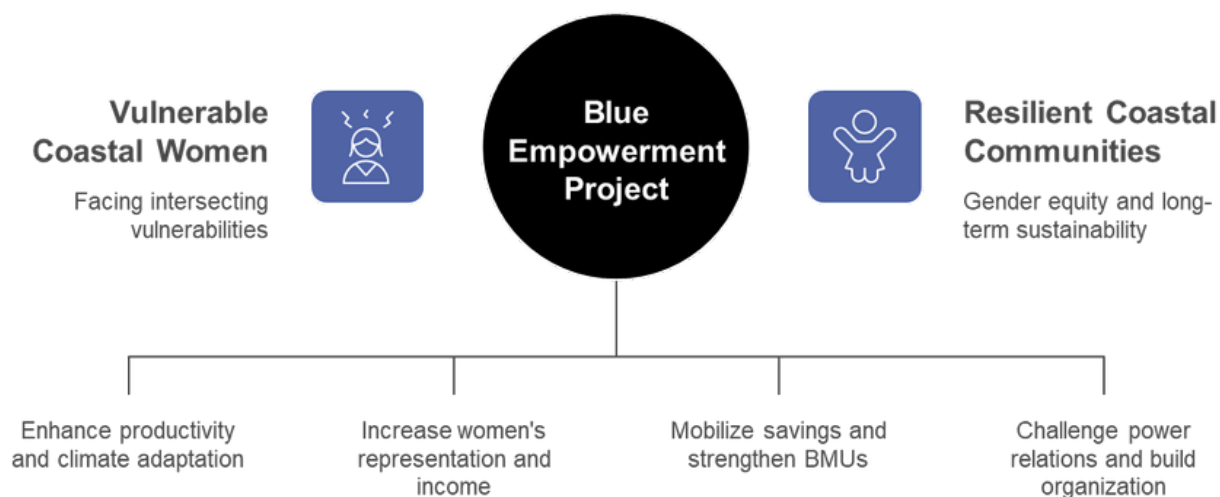 Vulnerable
Coastal Women
Facing intersecting
vulnerabilities
Blue
Empowerment
Project
Resilient Coastal
Communities
Gender equity and long-
term sustainability
Enhance productivity
and climate adaptation
Increase women's
representation and
income
Mobilize savings and
strengthen BMUs
Challenge power
relations and build
organization